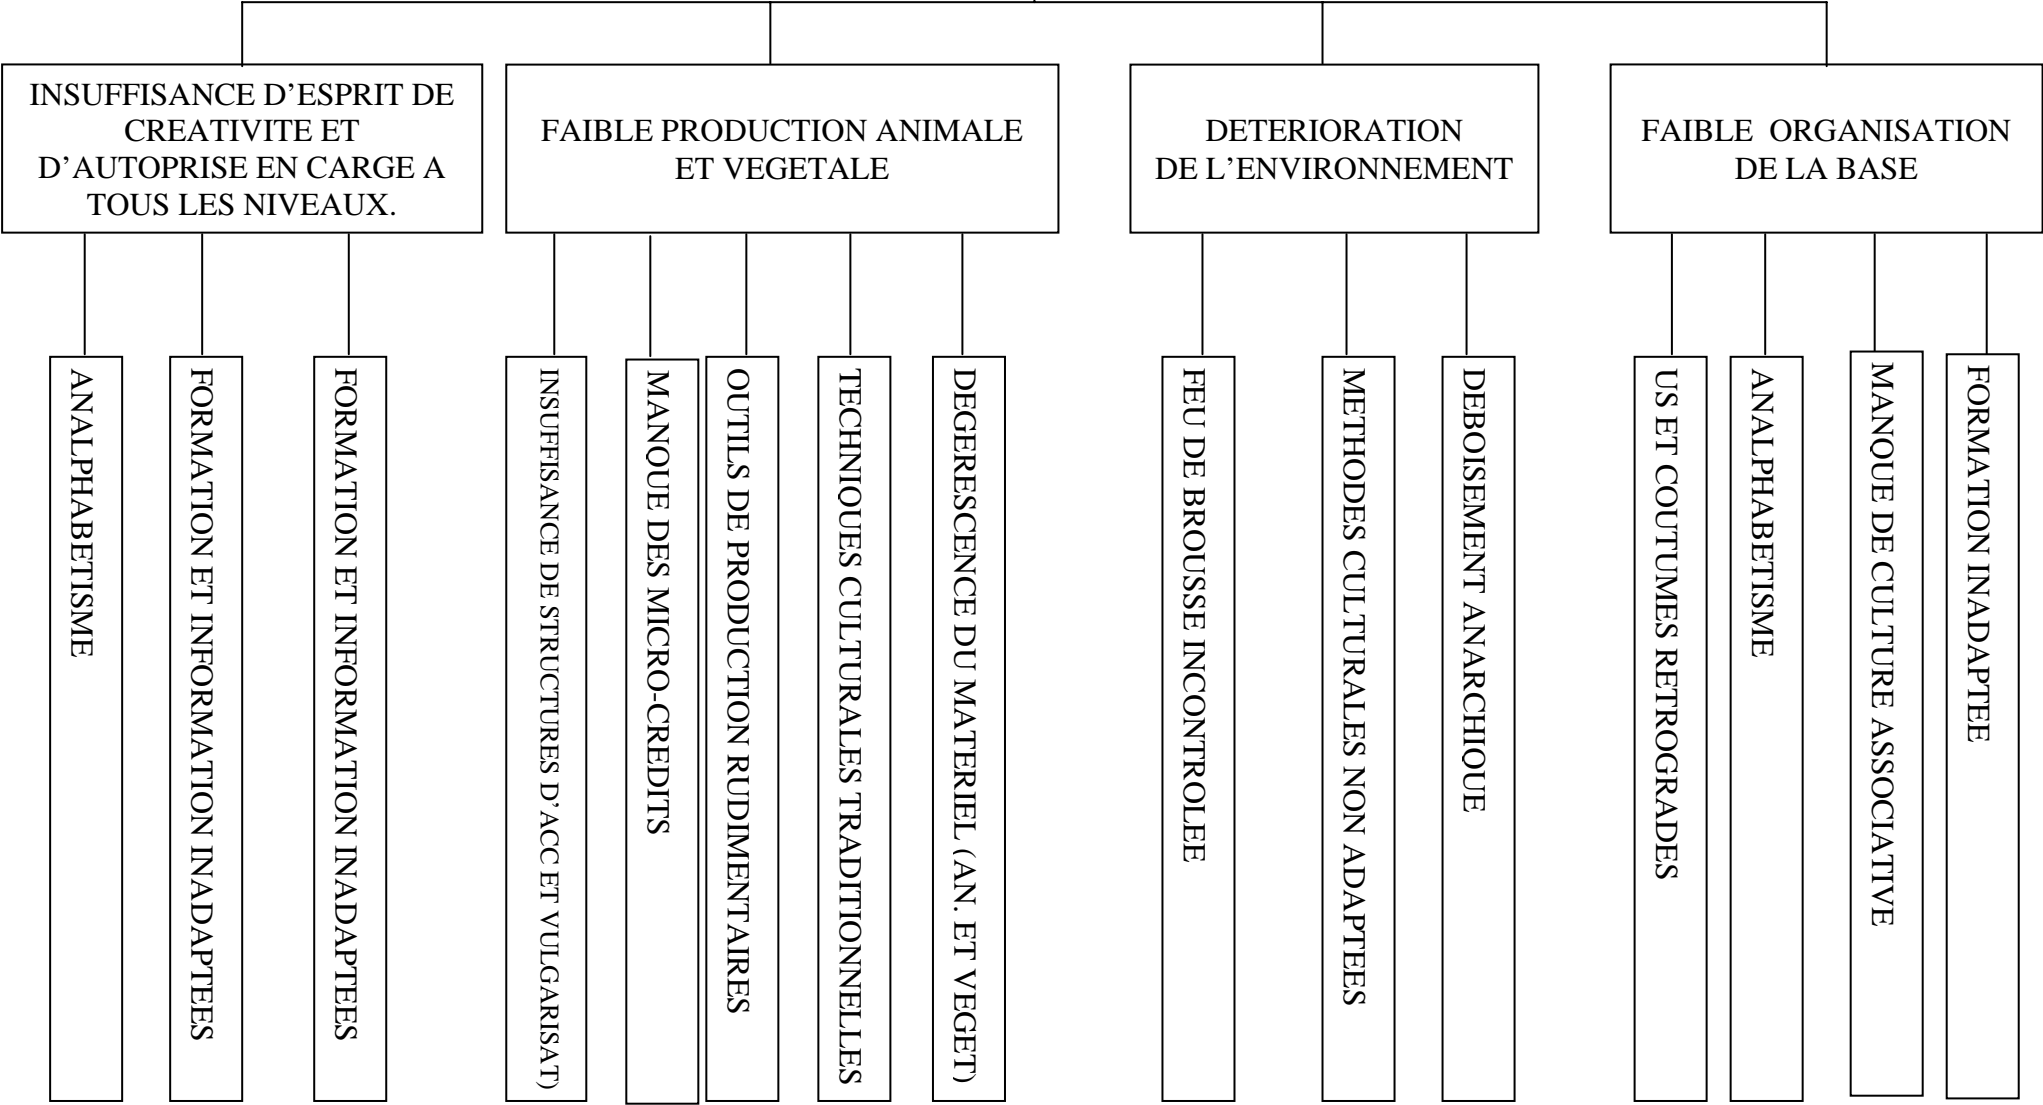 INSUFFISANCE D’ESPRIT DE
CREATIVITE ET
D’AUTOPRISE EN CARGE A
TOUS LES NIVEAUX.
FAIBLE PRODUCTION ANIMALE
ET VEGETALE
DETERIORATION
DE L’ENVIRONNEMENT
FAIBLE ORGANISATION
DE LA BASE
ANALPHABETISME
FORMATION ET INFORMATION INADAPTEES
FORMATION ET INFORMATION INADAPTEES
INSUFFISANCE DE STRUCTURES D’ACC ET VULGARISAT)
MANQUE DES MICRO-CREDITS
OUTILS DE PRODUCTION RUDIMENTAIRES
TECHNIQUES CULTURALES TRADITIONNELLES
DEGERESCENCE DU MATERIEL (AN. ET VEGET)
FEU DE BROUSSE INCONTROLEE
METHODES CULTURALES NON ADAPTEES
DEBOISEMENT ANARCHIQUE
US ET COUTUMES RETROGRADES
ANALPHABETISME
MANQUE DE CULTURE ASSOCIATIVE
FORMATION INADAPTEE